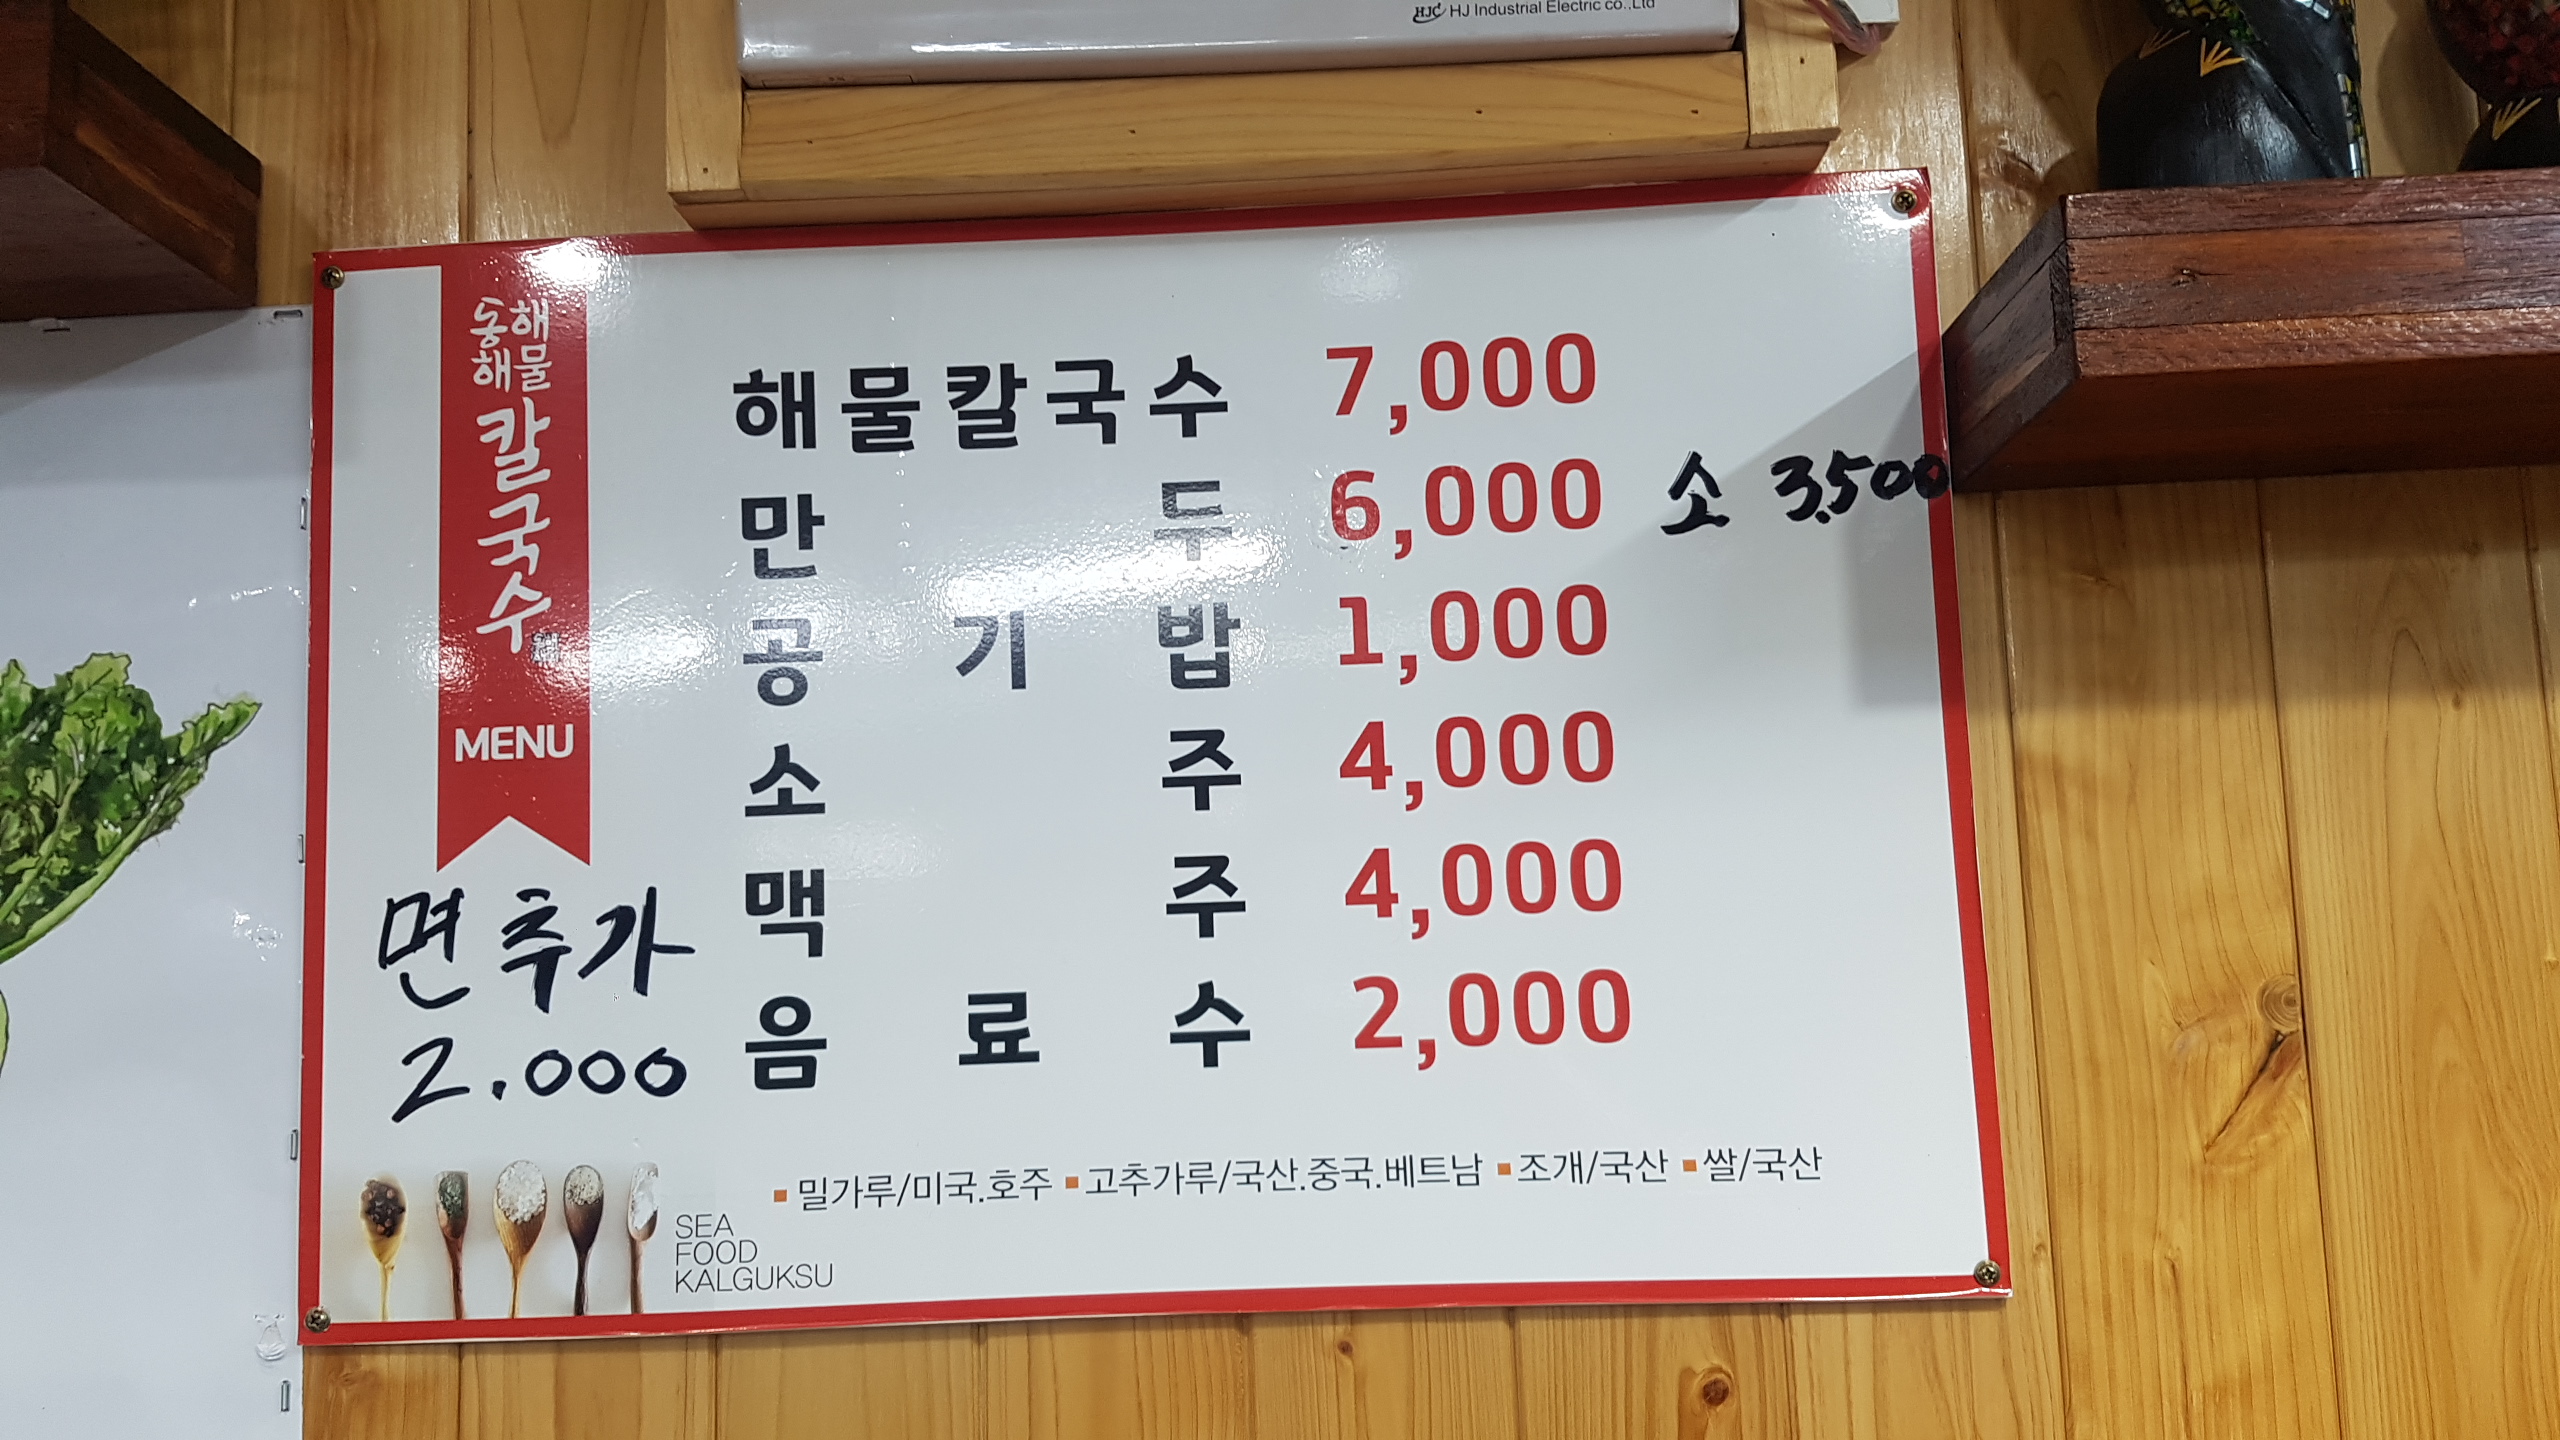 HJC HJ Industrial Electric co.,Ltd
동해
해물
칼국수
MENU
해물칼국수 7,000
만두 6,000 소 3,500
공기밥 1,000
소주 4,000
맥주 4,000
음료수 2,000
면추가
2.000
▪밀가루/미국.호주 ▪고추가루/국산.중국.베트남 ▪조개/국산 ▪쌀/국산
SEA
FOOD
KALGUKSU